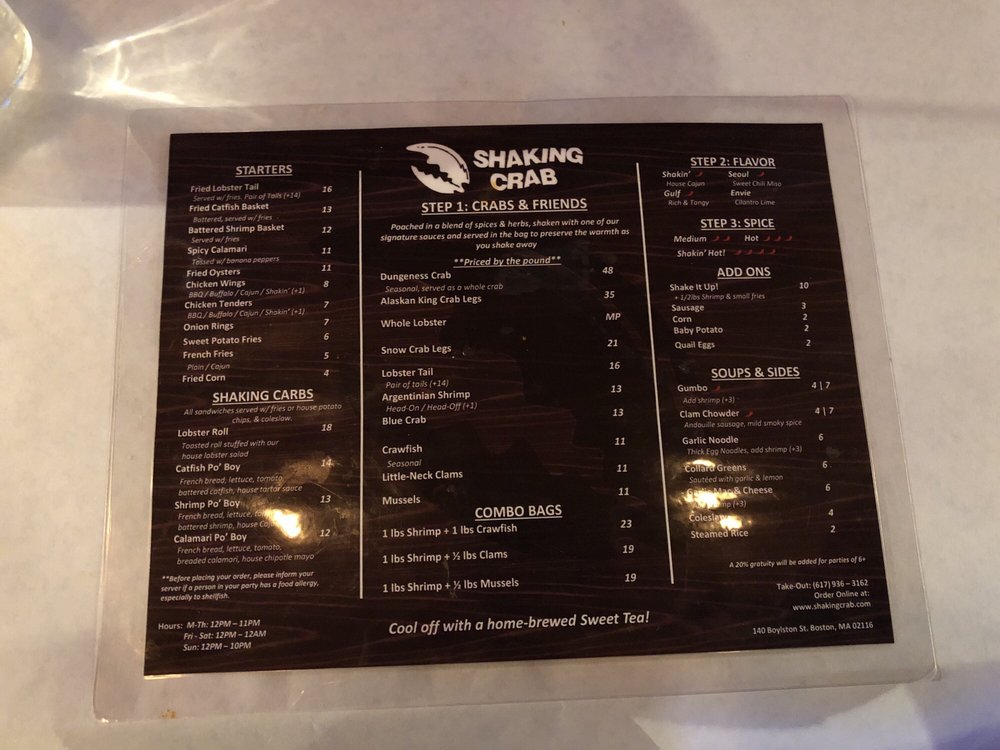 STARTERS
Fried Lobster Tail 16
Served w/ fries. Pair of Tails (+14)
Fried Catfish Basket 13
Battered, served w/ fries
Battered Shrimp Basket 12
Served w/ fries
Spicy Calamari 11
Tossed w/ banana peppers
Fried Oysters 11
Chicken Wings 8
BBQ / Buffalo / Cajun / Shakin' (+1)
Chicken Tenders 7
BBQ / Buffalo / Cajun / Shakin' (+1)
Onion Rings 7
Sweet Potato Fries 6
French Fries 5
Plain / Cajun
Fried Corn 4
SHAKING CARBS
All sandwiches served w/ fries or house potato
chips, & coleslaw.
Lobster Roll 18
Toasted roll stuffed with our
house lobster salad
Catfish Po' Boy 14
French bread, lettuce, tomato,
battered catfish, house tartar sauce
Shrimp Po' Boy 13
French bread, lettuce,
battered shrimp, house
Calamari Po' Boy 12
French bread, lettuce, tomato,
breaded calamari, house chipotle mayo
**Before placing your order, please inform your
server if a person in your party has a food allergy,
especially to shellfish.
Hours: M-Th: 12PM – 11PM
Fri - Sat: 12PM – 12AM
Sun: 12PM – 10PM
SHAKING
CRAB
STEP 1: CRABS & FRIENDS
Poached in a blend of spices & herbs, shaken with one of our
signature sauces and served in the bag to preserve the warmth as
you shake away
**Priced by the pound**
Dungeness Crab 48
Seasonal, served as a whole crab
Alaskan King Crab Legs 35
Whole Lobster MP
Snow Crab Legs 21
Lobster Tail 16
Pair of tails (+14)
Argentinian Shrimp 13
Head-On / Head-Off (+1)
Blue Crab 13
Crawfish 11
Seasonal
Little-Neck Clams 11
Mussels 11
COMBO BAGS
1 lbs Shrimp + 1 lbs Crawfish 23
1 lbs Shrimp + ½ lbs Clams 19
1 lbs Shrimp + ½ lbs Mussels 19
Cool off with a home-brewed Sweet Tea!
STEP 2: FLAVOR
Shakin' Seoul
House Cajun Sweet Chili Miso
Gulf Envie
Rich & Tangy Cilantro Lime
STEP 3: SPICE
Medium Hot
Shakin' Hot!
ADD ONS
Shake It Up! 10
+ 1/2lbs Shrimp & small fries
Sausage 3
Corn 2
Baby Potato 2
Quail Eggs 2
SOUPS & SIDES
Gumbo 4 | 7
Add shrimp (+3)
Clam Chowder 4 | 7
Andouille sausage, mild smoky spice
Garlic Noodle 6
Thick Egg Noodles, add shrimp (+3)
Collard Greens 6
Sautéed with garlic & lemon
Mac & Cheese 6
shrimp (+3)
Coleslaw 4
Steamed Rice 2
A 20% gratuity will be added for parties of 6+
Take-Out: (617) 936 – 3162
Order Online at:
www.shakingcrab.com
140 Boylston St. Boston, MA 02116